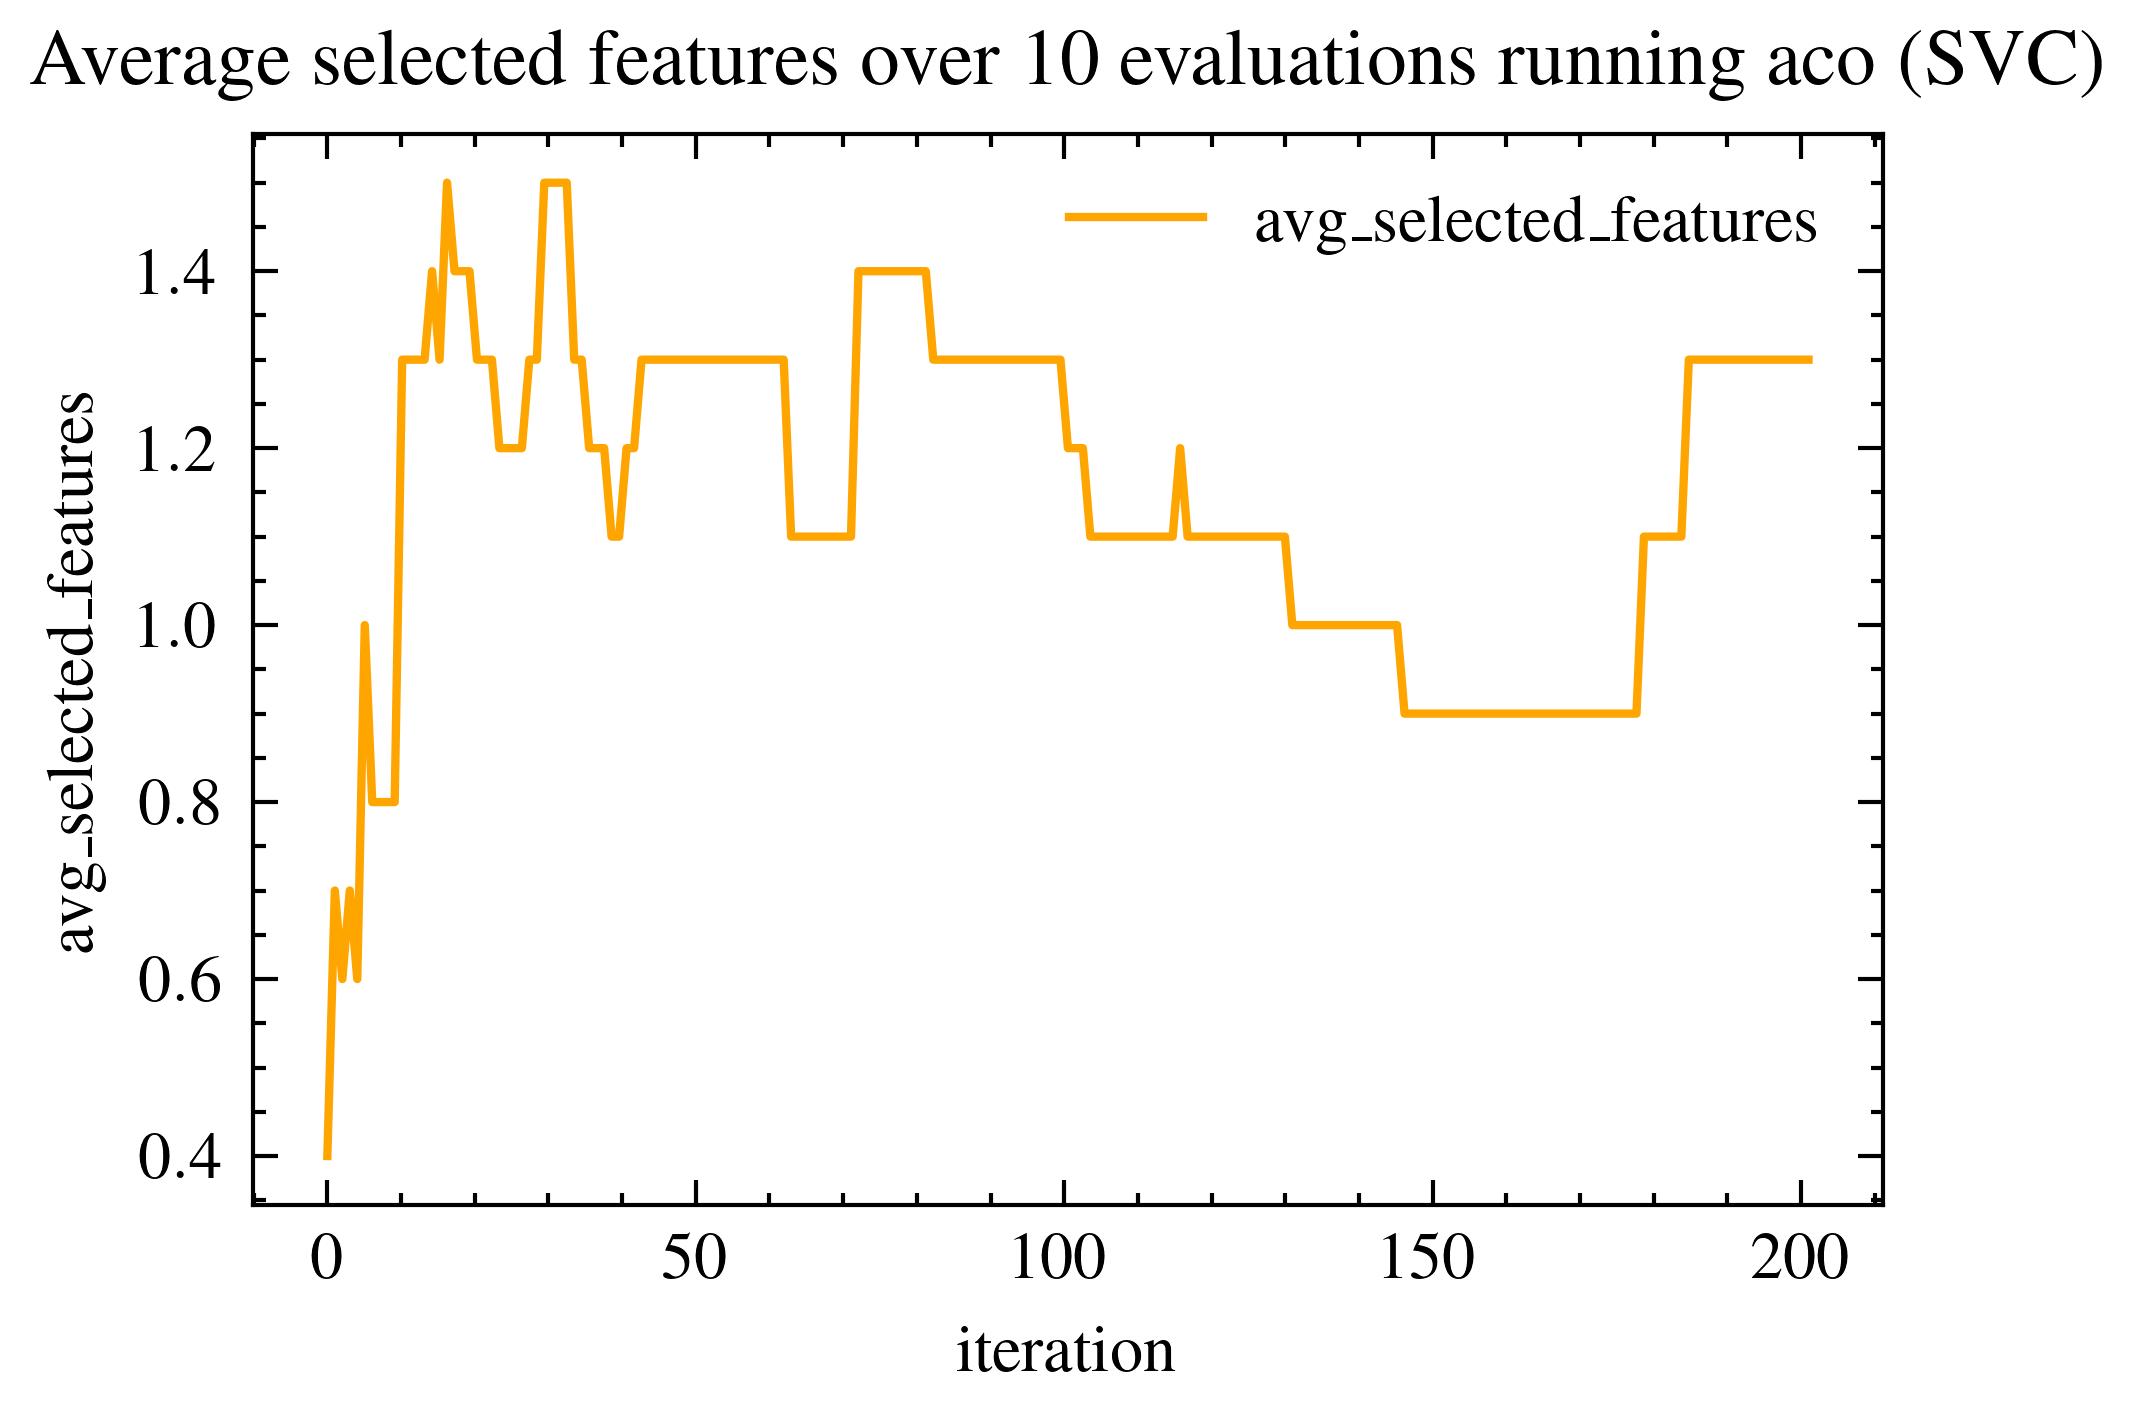 Average selected features over 10 evaluations running aco (SVC)
avg_selected_features
1.4
1.2
1.0
0.8
0.6
0.4
avg_selected_features
0 50 100 150 200
iteration